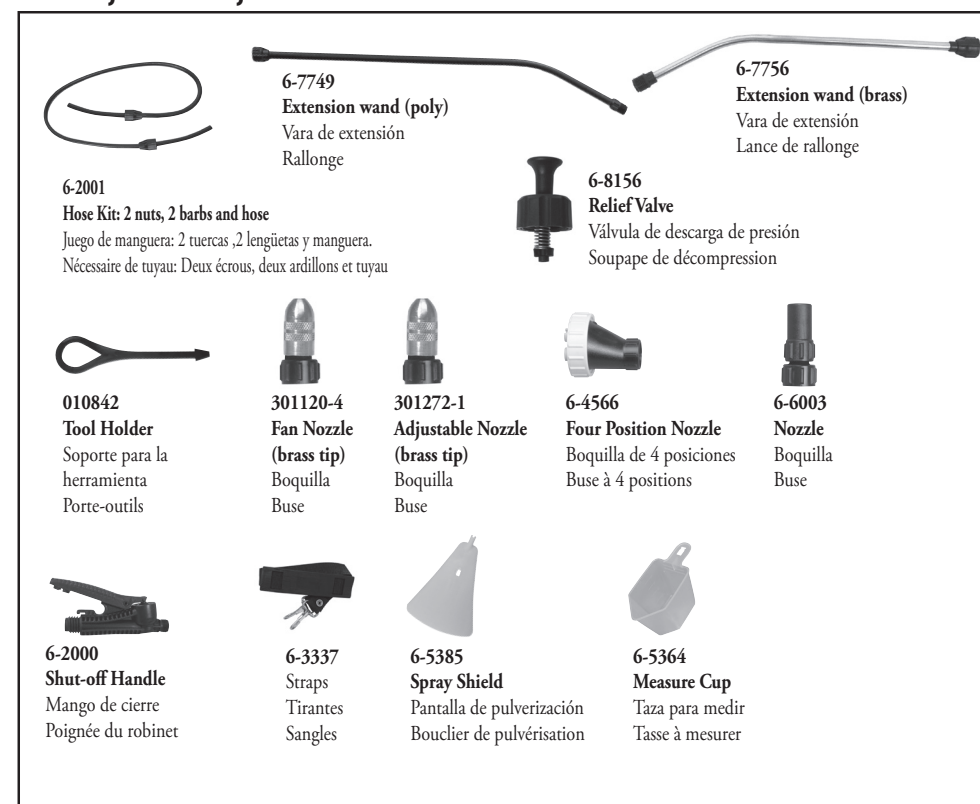 6-7749
Extension wand (poly)
Vara de extensión
Rallonge
6-7756
Extension wand (brass)
Vara de extensión
Lance de rallonge
6-2001
Hose Kit: 2 nuts, 2 barbs and hose
Juego de manguera: 2 tuercas ,2 lengüetas y manguera.
Nécessaire de tuyau: Deux écrous, deux ardillons et tuyau
6-8156
Relief Valve
Válvula de descarga de presión
Soupape de décompression
010842
Tool Holder
Soporte para la
herramienta
Porte-outils
301120-4
Fan Nozzle
(brass tip)
Boquilla
Buse
301272-1
Adjustable Nozzle
(brass tip)
Boquilla
Buse
6-4566
Four Position Nozzle
Boquilla de 4 posiciones
Buse à 4 positions
6-6003
Nozzle
Boquilla
Buse
6-2000
Shut-off Handle
Mango de cierre
Poignée du robinet
6-3337
Straps
Tirantes
Sangles
6-5385
Spray Shield
Pantalla de pulverización
Bouclier de pulvérisation
6-5364
Measure Cup
Taza para medir
Tasse à mesurer